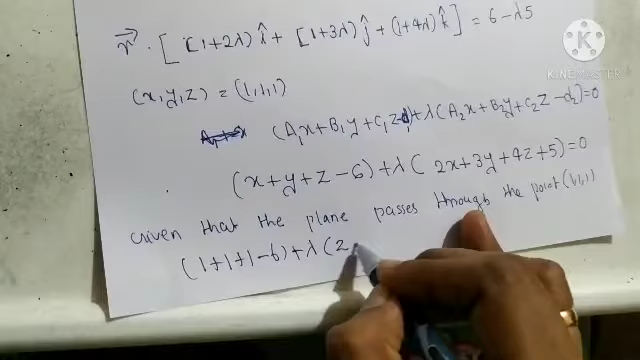 r⃗ . [ (1+2λ) î + [1+3λ) ĵ + (1+4λ) k̂ ] = 6 - λ5
(x,y,z) = (1,1,1)
(A₁x+B₁y+C₁z-d₁)+λ(A₂x+B₂y+C₂z-d₂)=0
(x+y+z-6)+λ(2x+3y+4z+5)=0
Given that the plane passes through the point (1,1,1)
(1+1+1-6)+λ(2
KINEMASTER